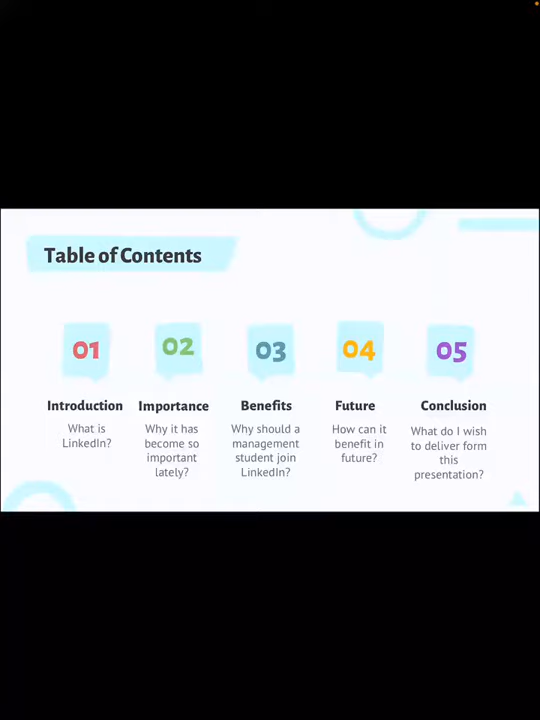 Table of Contents
01
02
03
04
05
Introduction
Importance
Benefits
Future
Conclusion
What is
LinkedIn?
Why it has
become so
important
lately?
Why should a
management
student join
LinkedIn?
How can it
benefit in
future?
What do I wish
to deliver form
this
presentation?